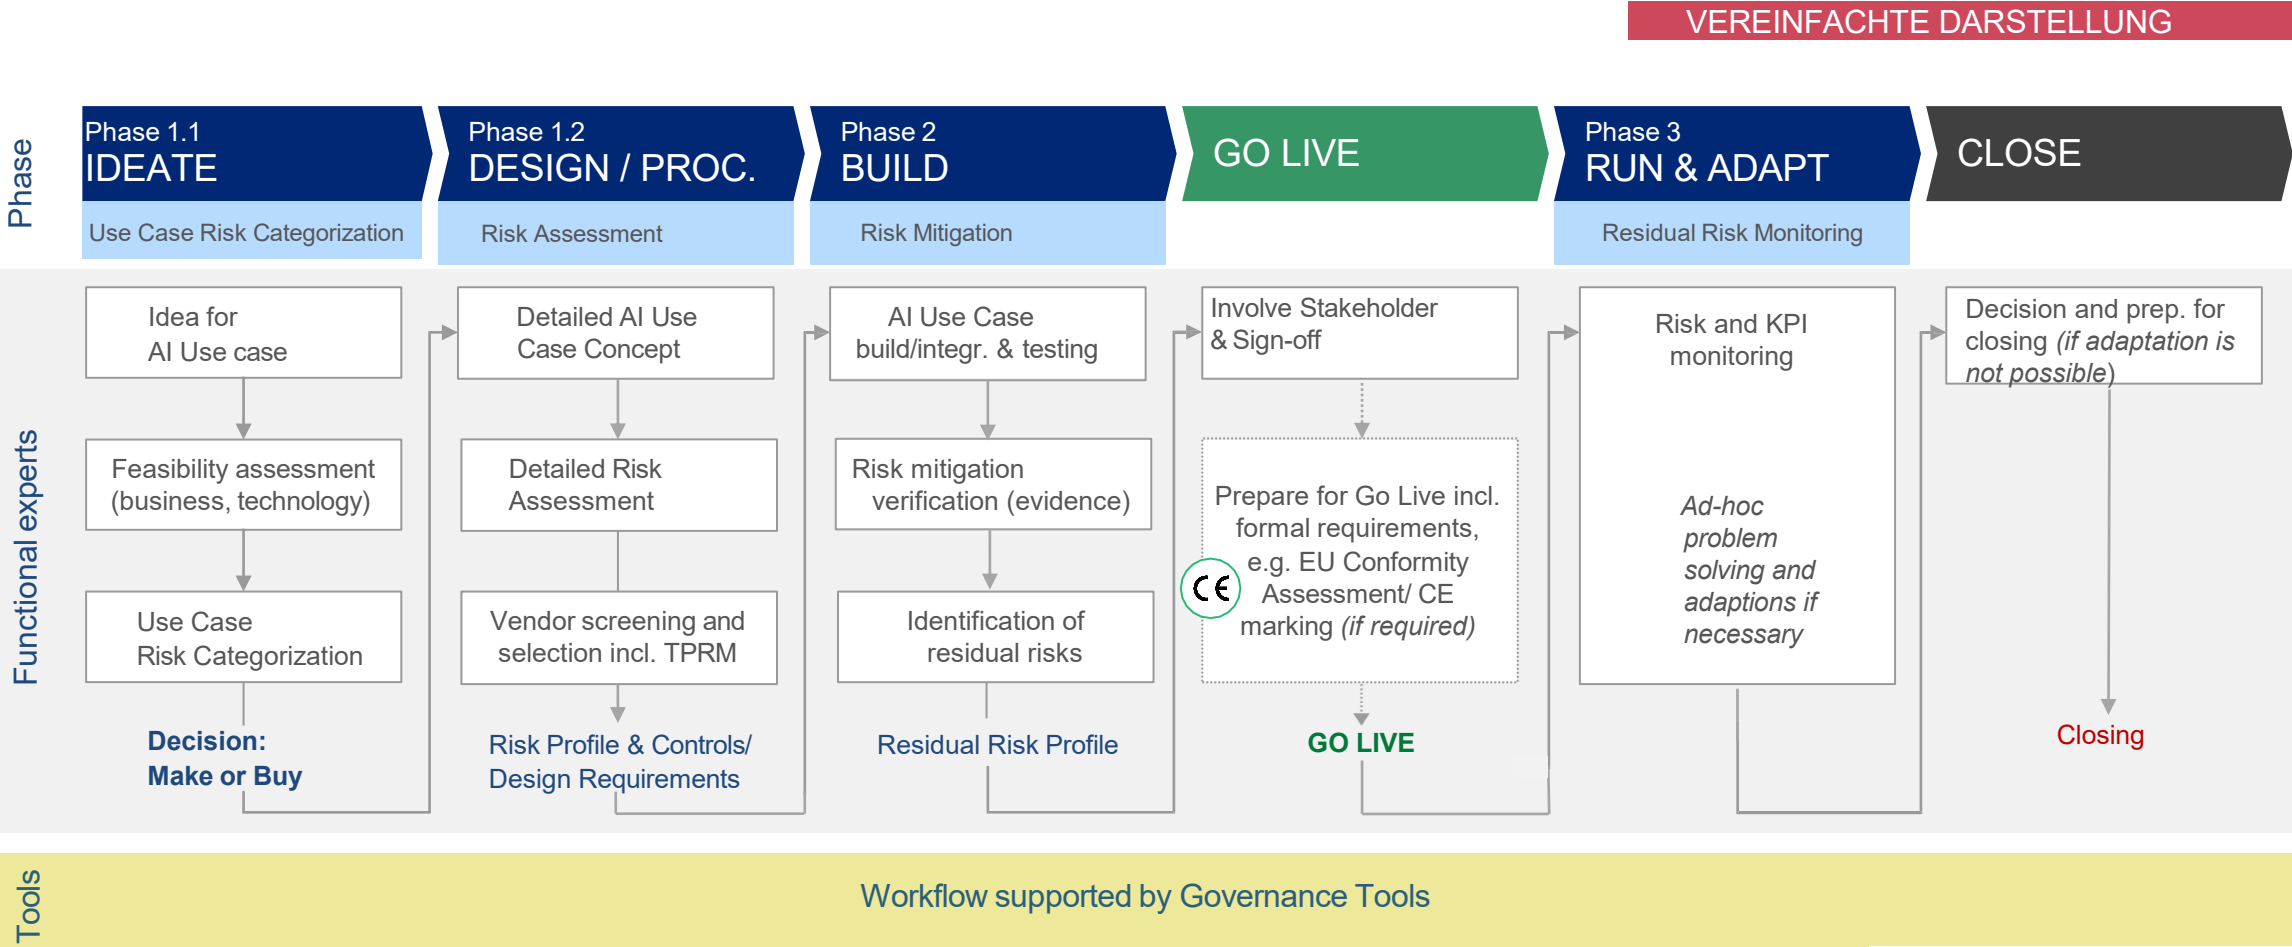 VEREINFACHTE DARSTELLUNG
Phase
Phase 1.1
IDEATE
Use Case Risk Categorization
Phase 1.2
DESIGN / PROC.
Risk Assessment
Phase 2
BUILD
Risk Mitigation
GO LIVE
Phase 3
RUN & ADAPT
Residual Risk Monitoring
CLOSE
Functional experts
Idea for
AI Use case
Feasibility assessment
(business, technology)
Use Case
Risk Categorization
Decision:
Make or Buy
Detailed AI Use
Case Concept
Detailed Risk
Assessment
Vendor screening and
selection incl. TPRM
Risk Profile & Controls/
Design Requirements
AI Use Case
build/integr. & testing
Risk mitigation
verification (evidence)
Identification of
residual risks
Residual Risk Profile
Involve Stakeholder
& Sign-off
Prepare for Go Live incl.
formal requirements,
e.g. EU Conformity
Assessment/ CE
marking (if required)
CE
GO LIVE
Risk and KPI
monitoring
Ad-hoc
problem
solving and
adaptions if
necessary
Decision and prep. for
closing (if adaptation is
not possible)
Closing
Tools
Workflow supported by Governance Tools